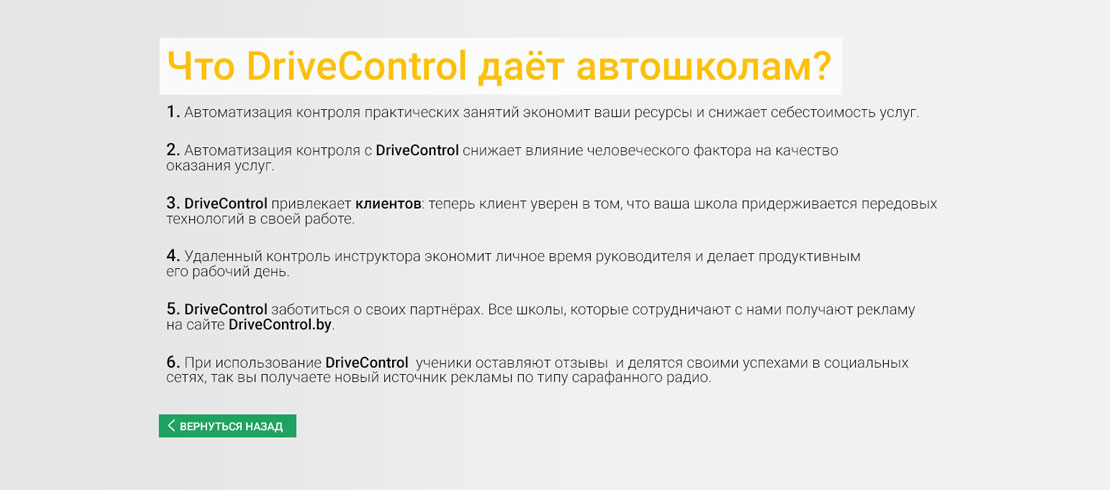 Что DriveControl даёт автошколам?
1. Автоматизация контроля практических занятий экономит ваши ресурсы и снижает себестоимость услуг.
2. Автоматизация контроля с DriveControl снижает влияние человеческого фактора на качество
оказания услуг.
3. DriveControl привлекает клиентов: теперь клиент уверен в том, что ваша школа придерживается передовых
технологий в своей работе.
4. Удаленный контроль инструктора экономит личное время руководителя и делает продуктивным
его рабочий день.
5. DriveControl заботиться о своих партнёрах. Все школы, которые сотрудничают с нами получают рекламу
на сайте DriveControl.by.
6. При использование DriveControl  ученики оставляют отзывы  и делятся своими успехами в социальных
сетях, так вы получаете новый источник рекламы по типу сарафанного радио.
ВЕРНУТЬСЯ НАЗАД